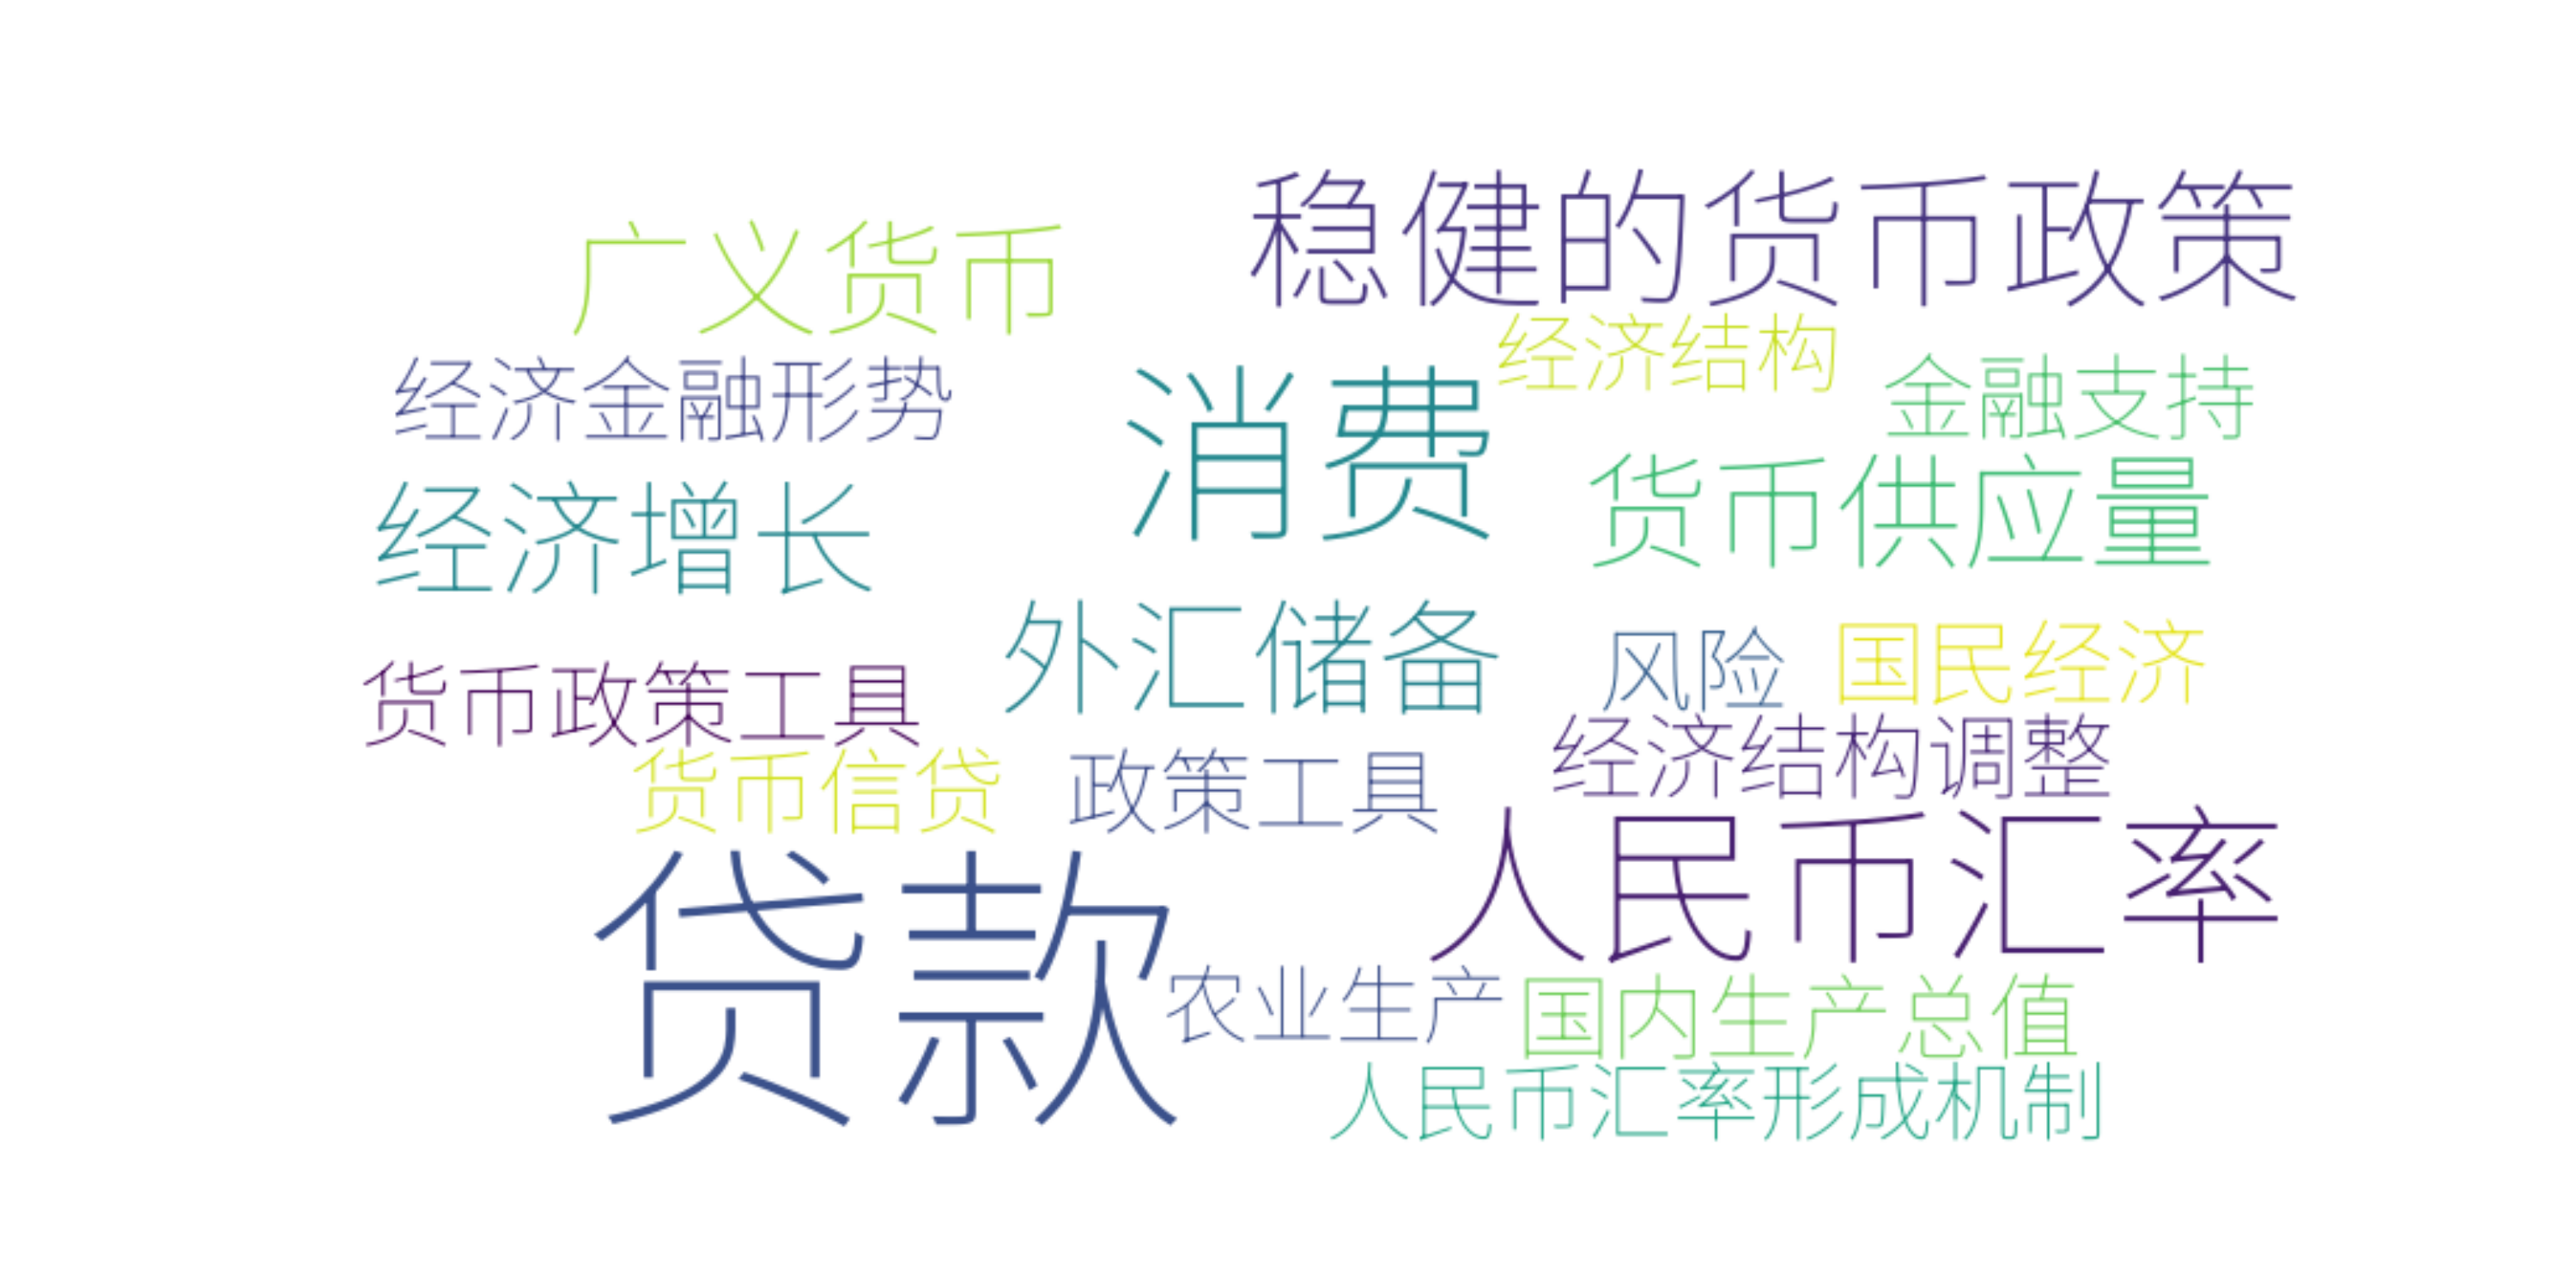 稳健的货币政策
广义货币
经济结构
经济金融形势
消费
金融支持
经济增长
货币供应量
外汇储备
风险
国民经济
货币政策工具
经济结构调整
货币信贷
政策工具
人民币汇率
贷款
农业生产
国内生产总值
人民币汇率形成机制